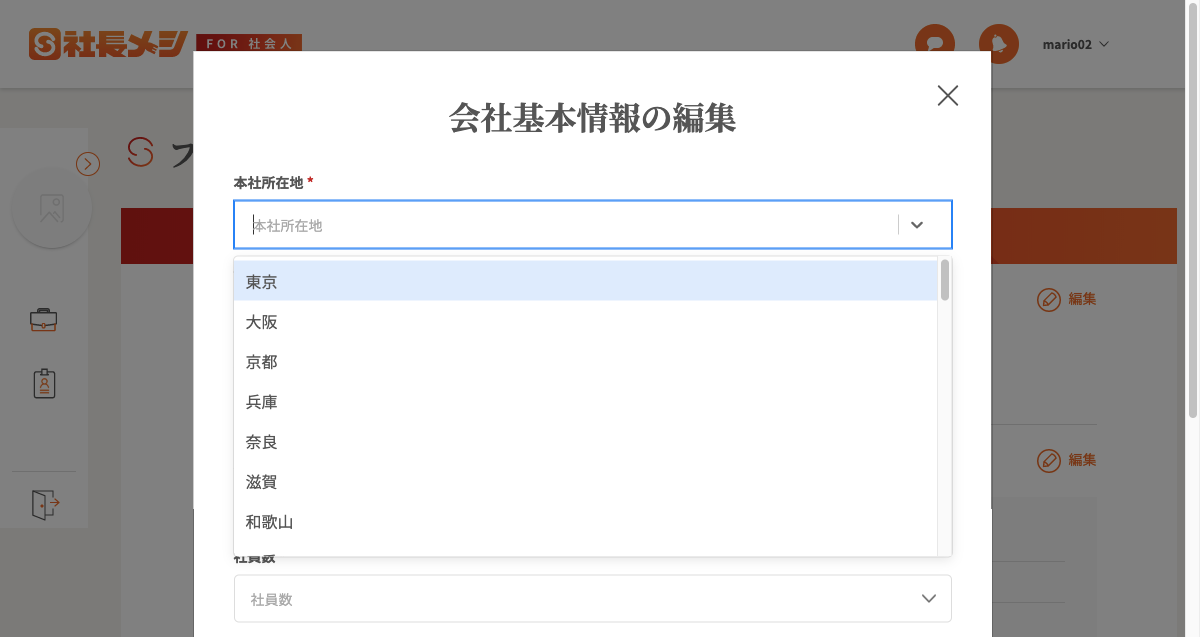 社長メシ
FOR 社会人
mario02
会社基本情報の編集
本社所在地 *
本社所在地
東京
大阪
京都
兵庫
奈良
滋賀
和歌山
編集
編集
社員数
社員数